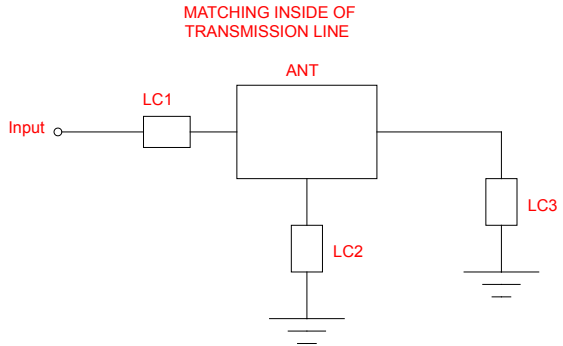 MATCHING INSIDE OF
TRANSMISSION LINE
ANT
LC1
Input
LC3
LC2